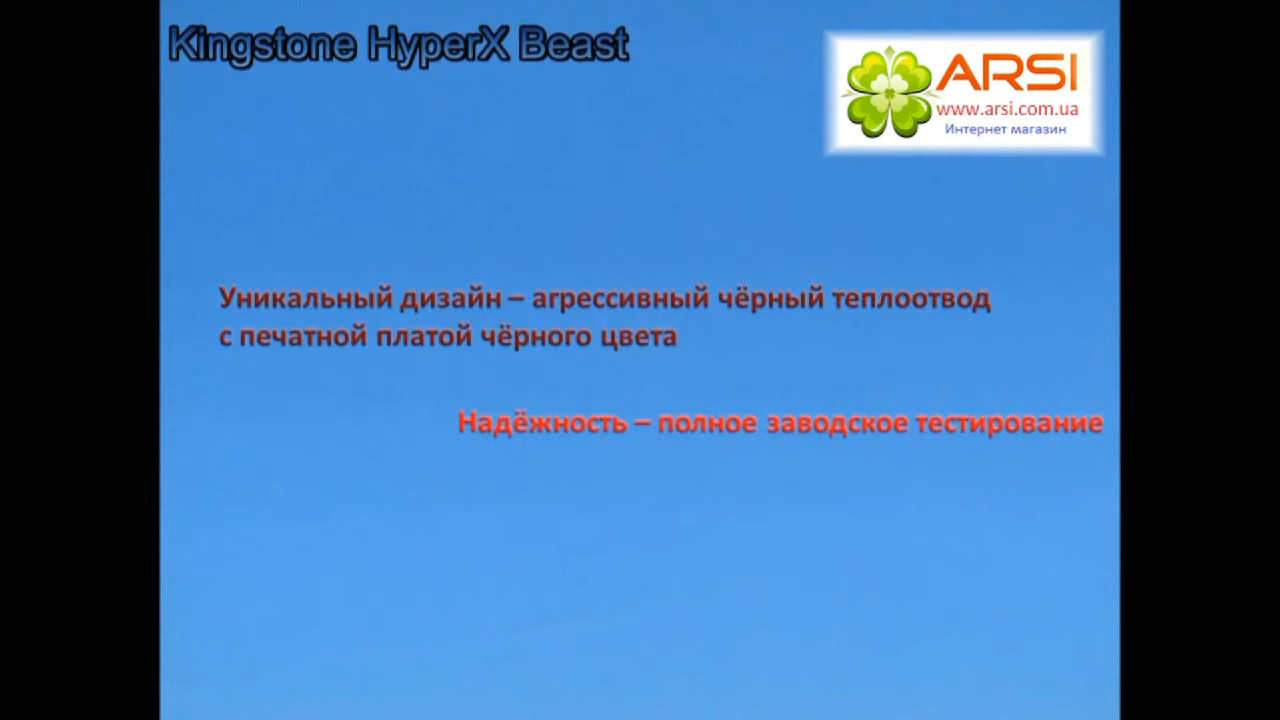 Kingstone HyperX Beast
ARSI
www.arsi.com.ua
Интернет магазин
Уникальный дизайн – агрессивный чёрный теплоотвод
с печатной платой чёрного цвета
Надёжность – полное заводское тестирование